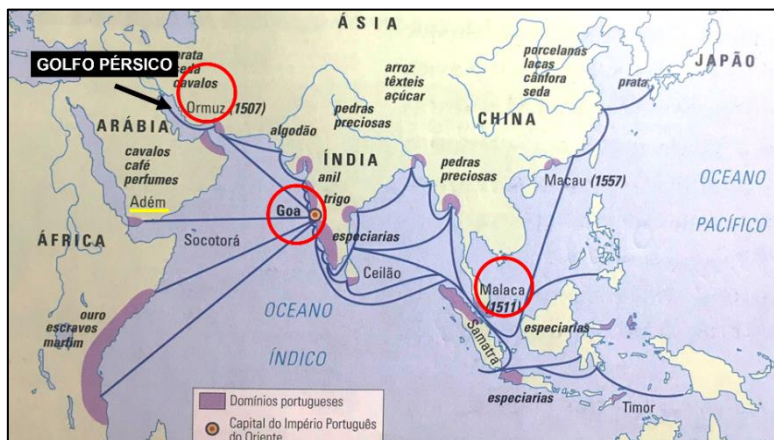 ÁSIA
GOLFO PÉRSICO
prata
seda
cavalos
Ormuz (1507)
ARÁBIA
cavalos
café
perfumes
Adém
ÁFRICA
Socotorá
ouro
escravos
marfim
algodão
pedras
preciosas
arroz
têxteis
açúcar
ÍNDIA
anil
trigo
Goa
especiarias
Ceilão
OCEANO
ÍNDICO
porcelanas
lacas
cânfora
seda
CHINA
pedras
preciosas
prata
JAPÃO
Macau (1557)
OCEANO
PACÍFICO
Malaca
(1511)
Samatra
especiarias
especiarias
Timor
Domínios portugueses
Capital do Império Português
do Oriente